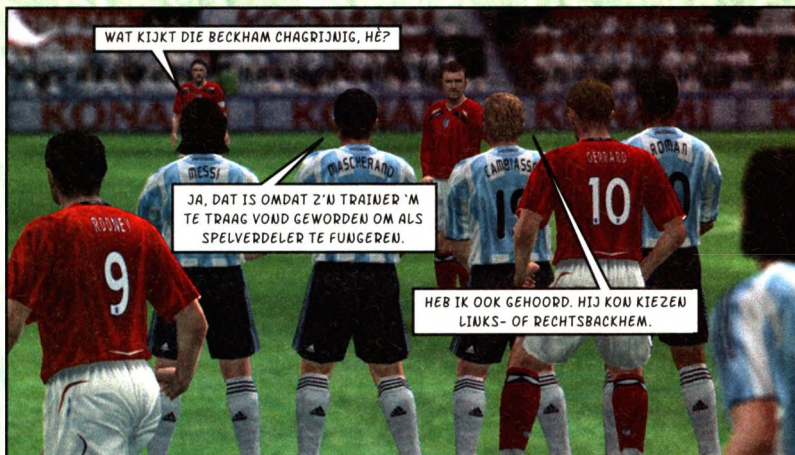 WAT KIJKT DIE BECKHAM CHAGRIJNIG, HÈ?
KONAMI
KONAMI
MESSI
MASCHERANO
CAMBIASS
GERRARD
10
ROMAN
JA, DAT IS OMDAT Z'N TRAINER 'M
TE TRAAG VOND GEWORDEN OM ALS
SPELVERDELER TE FUNGEREN.
ROONEY
9
HEB IK OOK GEHOORD. HIJ KON KIEZEN
LINKS- OF RECHTSBACKHEM.